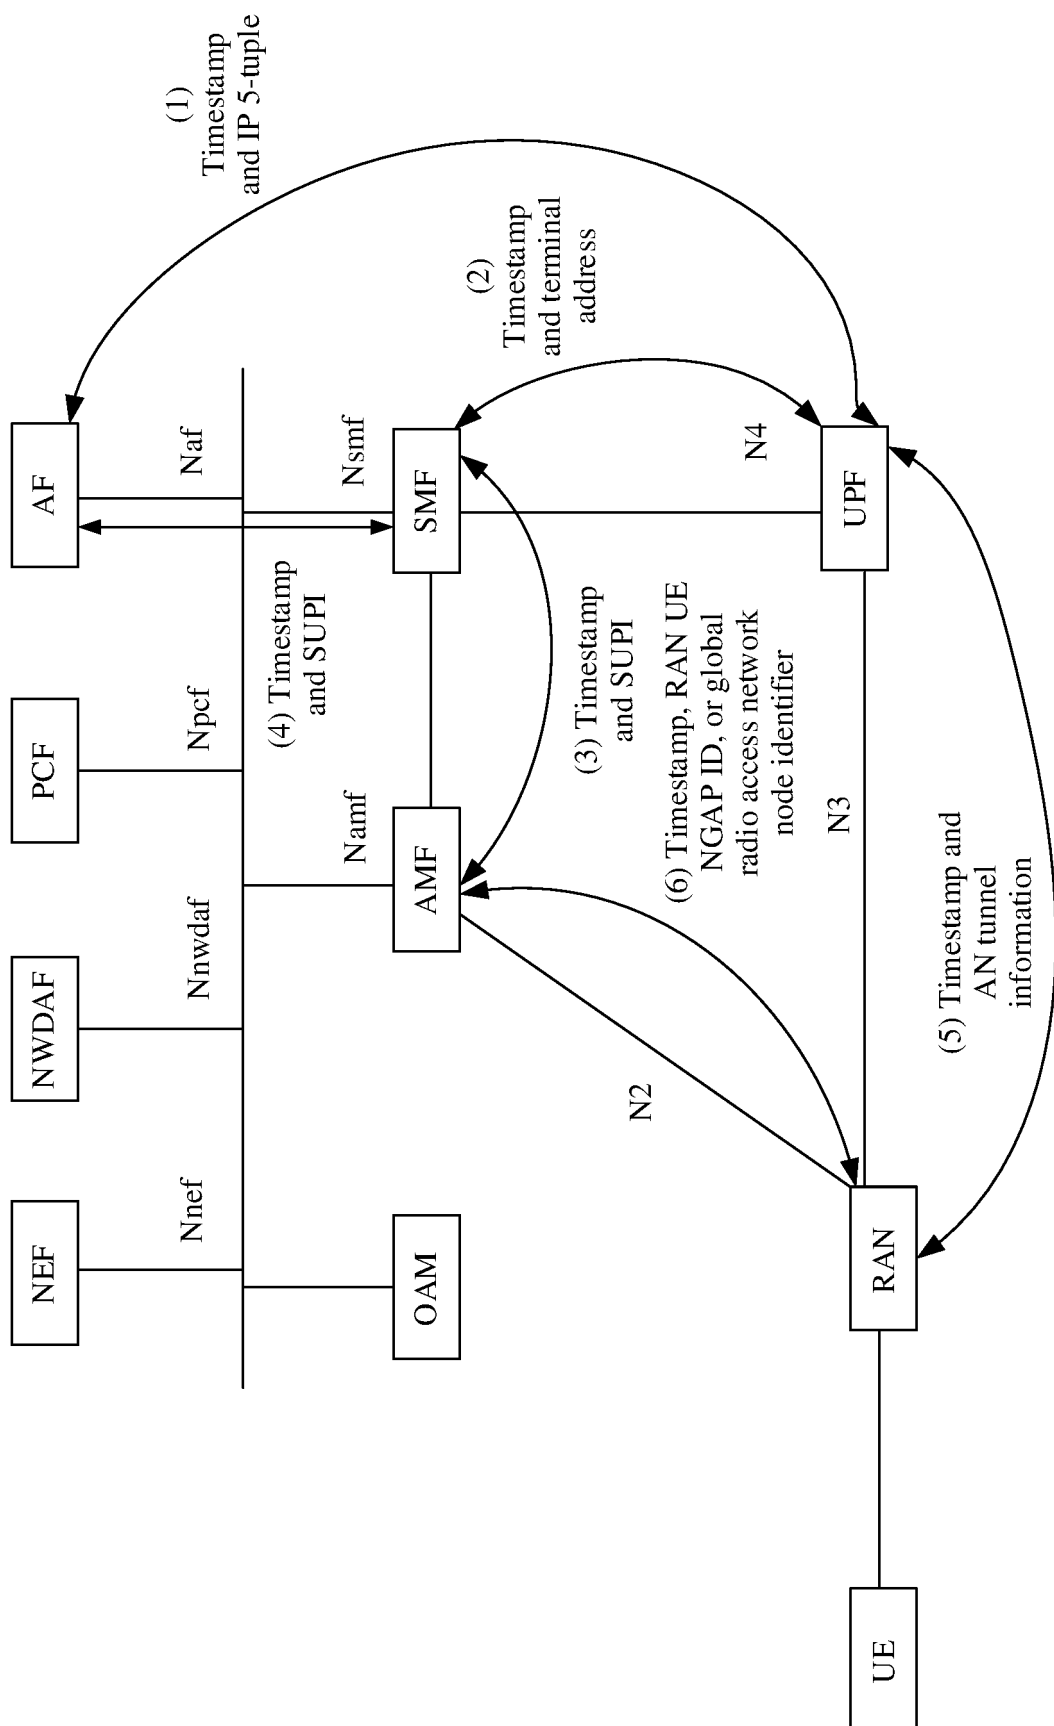 NEF
NWDAF
PCF
AF
Nnef
Nnwdaf
Npcf
Naf
(1)
Timestamp
and IP 5-tuple
(4) Timestamp
and SUPI
Namf
Nsmf
OAM
AMF
SMF
(2)
Timestamp
and terminal
address
(3) Timestamp
and SUPI
N2
(6) Timestamp, RAN UE
NGAP ID, or global
radio access network
node identifier
N4
N3
UE
RAN
UPF
(5) Timestamp and
AN tunnel
information